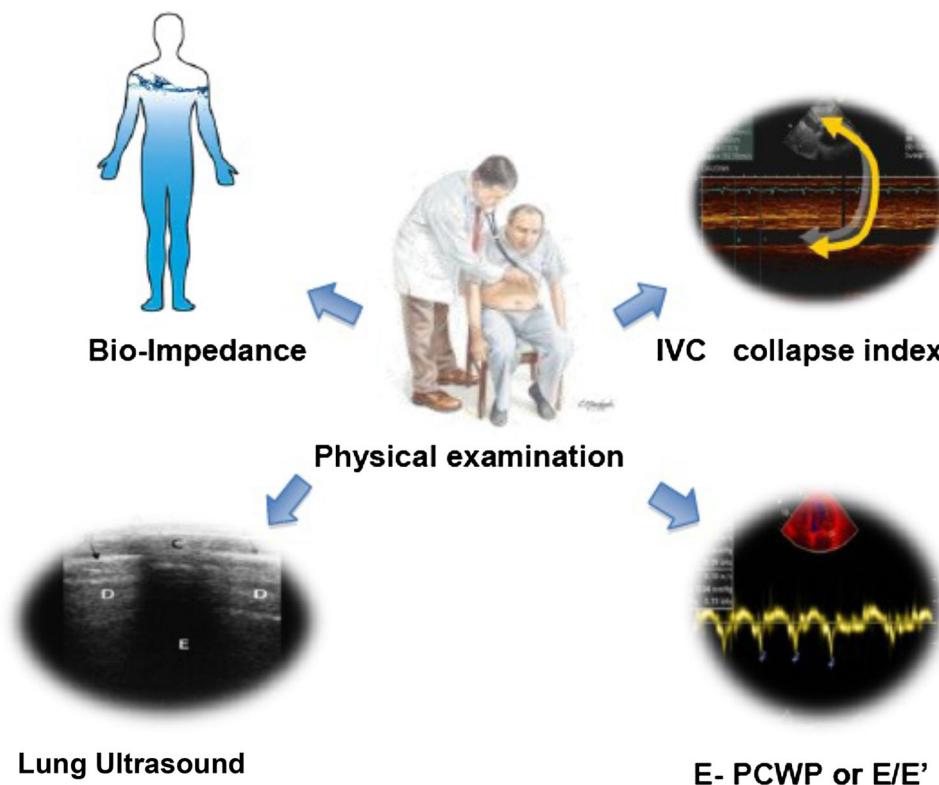 Bio-Impedance
IVC collapse index
Physical examination
C
D
D
E
Lung Ultrasound
E- PCWP or E/E’